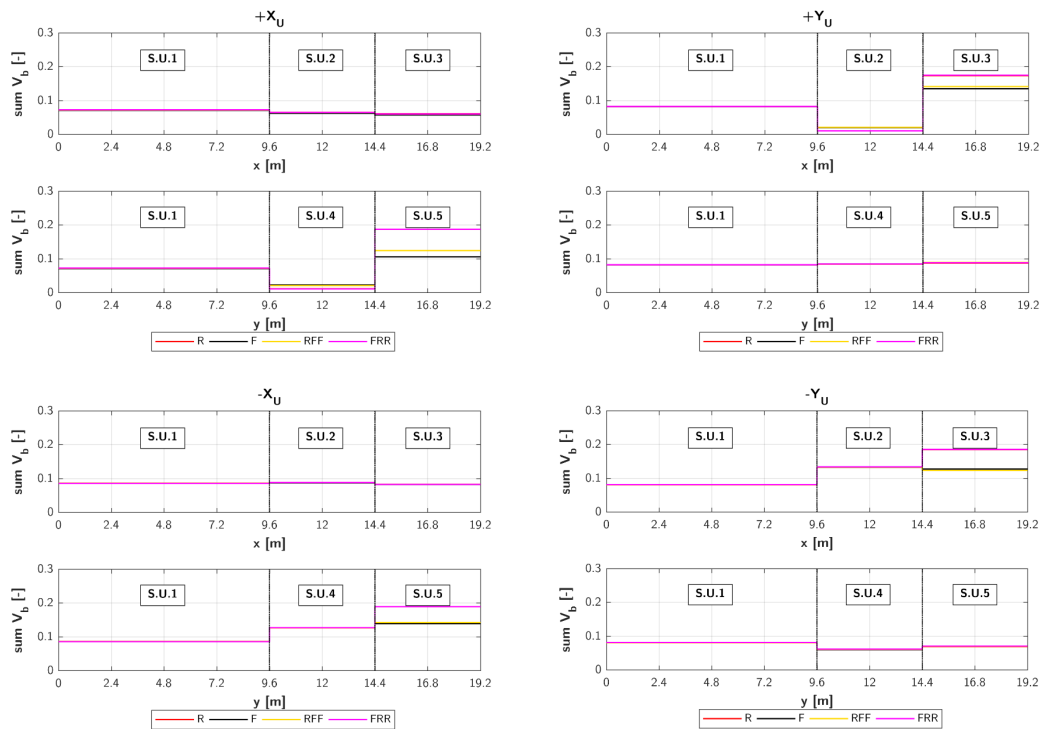 +X_U
S.U.1 S.U.2 S.U.3
sum V_b [-]
0.3
0.2
0.1
0
0 2.4 4.8 7.2 9.6 12 14.4 16.8 19.2
x [m]
S.U.1 S.U.4 S.U.5
sum V_b [-]
0.3
0.2
0.1
0
0 2.4 4.8 7.2 9.6 12 14.4 16.8 19.2
y [m]
R F RFF FRR
+Y_U
S.U.1 S.U.2 S.U.3
sum V_b [-]
0.3
0.2
0.1
0
0 2.4 4.8 7.2 9.6 12 14.4 16.8 19.2
x [m]
S.U.1 S.U.4 S.U.5
sum V_b [-]
0.3
0.2
0.1
0
0 2.4 4.8 7.2 9.6 12 14.4 16.8 19.2
y [m]
R F RFF FRR
-X_U
S.U.1 S.U.2 S.U.3
sum V_b [-]
0.3
0.2
0.1
0
0 2.4 4.8 7.2 9.6 12 14.4 16.8 19.2
x [m]
S.U.1 S.U.4 S.U.5
sum V_b [-]
0.3
0.2
0.1
0
0 2.4 4.8 7.2 9.6 12 14.4 16.8 19.2
y [m]
R F RFF FRR
-Y_U
S.U.1 S.U.2 S.U.3
sum V_b [-]
0.3
0.2
0.1
0
0 2.4 4.8 7.2 9.6 12 14.4 16.8 19.2
x [m]
S.U.1 S.U.4 S.U.5
sum V_b [-]
0.3
0.2
0.1
0
0 2.4 4.8 7.2 9.6 12 14.4 16.8 19.2
y [m]
R F RFF FRR